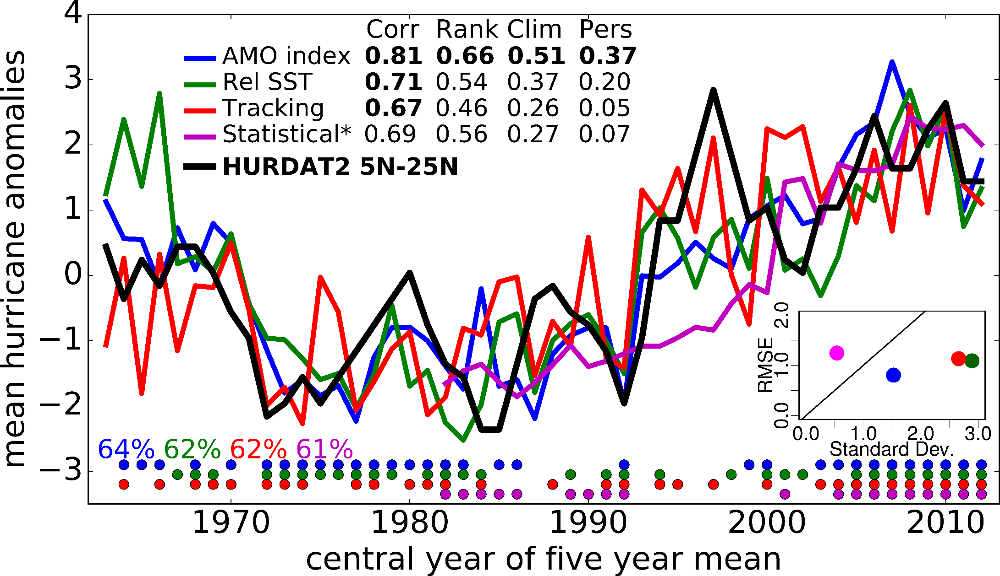 mean hurricane anomalies
4
3
2
1
0
−1
−2
−3
Corr Rank Clim Pers
AMO index 0.81 0.66 0.51 0.37
Rel SST 0.71 0.54 0.37 0.20
Tracking 0.67 0.46 0.26 0.05
Statistical* 0.69 0.56 0.27 0.07
HURDAT2 5N-25N
64% 62% 62% 61%
RMSE
2.0
1.0
0.0
0.0 1.0 2.0 3.0
Standard Dev.
1970 1980 1990 2000 2010
central year of five year mean